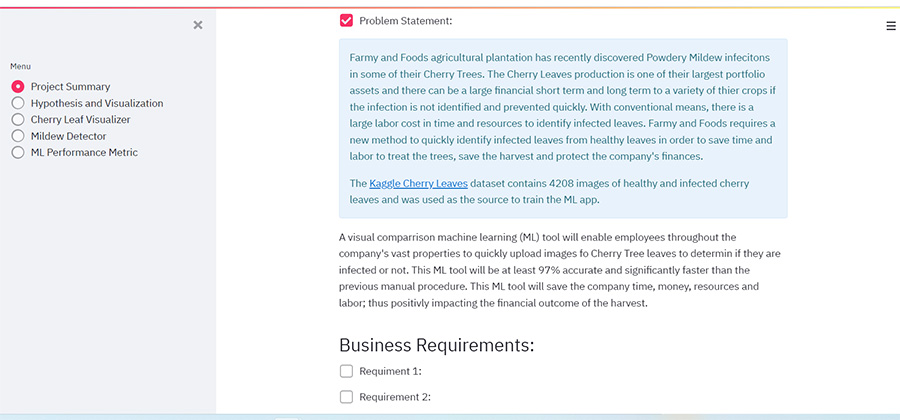 Menu
Project Summary
Hypothesis and Visualization
Cherry Leaf Visualizer
Mildew Detector
ML Performance Metric
Problem Statement:
Farmy and Foods agricultural plantation has recently discovered Powdery Mildew infecitons
in some of their Cherry Trees. The Cherry Leaves production is one of their largest portfolio
assets and there can be a large financial short term and long term to a variety of thier crops if
the infection is not identified and prevented quickly. With conventional means, there is a
large labor cost in time and resources to identify infected leaves. Farmy and Foods requires a
new method to quickly identify infected leaves from healthy leaves in order to save time and
labor to treat the trees, save the harvest and protect the company's finances.
The Kaggle Cherry Leaves dataset contains 4208 images of healthy and infected cherry
leaves and was used as the source to train the ML app.
A visual comparrison machine learning (ML) tool will enable employees throughout the
company's vast properties to quickly upload images fo Cherry Tree leaves to determin if they are
infected or not. This ML tool will be at least 97% accurate and significantly faster than the
previous manual procedure. This ML tool will save the company time, money, resources and
labor; thus positivly impacting the financial outcome of the harvest.
Business Requirements:
Requiment 1:
Requirement 2: